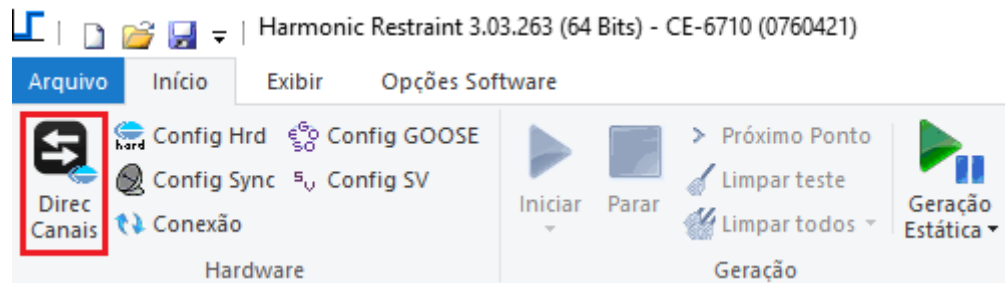 Harmonic Restraint 3.03.263 (64 Bits) - CE-6710 (0760421)
Arquivo Início Exibir Opções Software
Direc Canais
hard Config Hrd
Config Sync
Conexão
Config GOOSE
Config SV
Hardware
Iniciar
Parar
Próximo Ponto
Limpar teste
Limpar todos
Geração
Estática
Geração